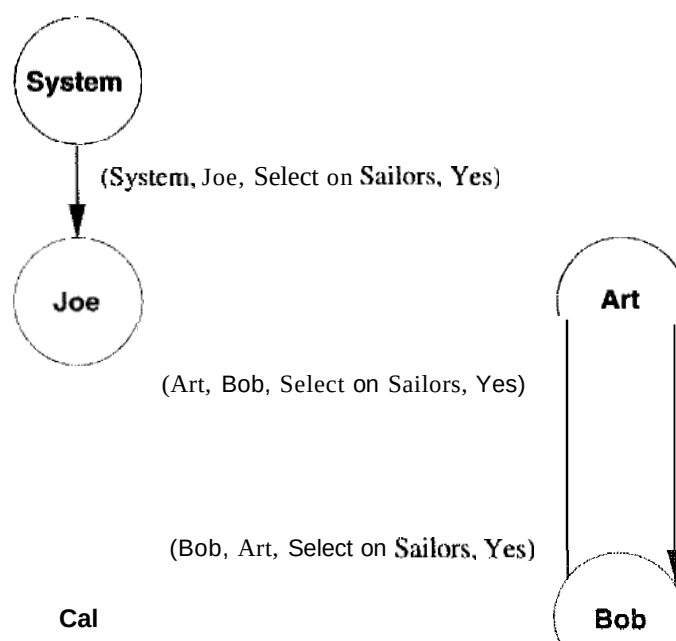 System
(System, Joe, Select on Sailors, Yes)
Joe
Art
(Art, Bob, Select on Sailors, Yes)
(Bob, Art, Select on Sailors, Yes)
Cal
Bob